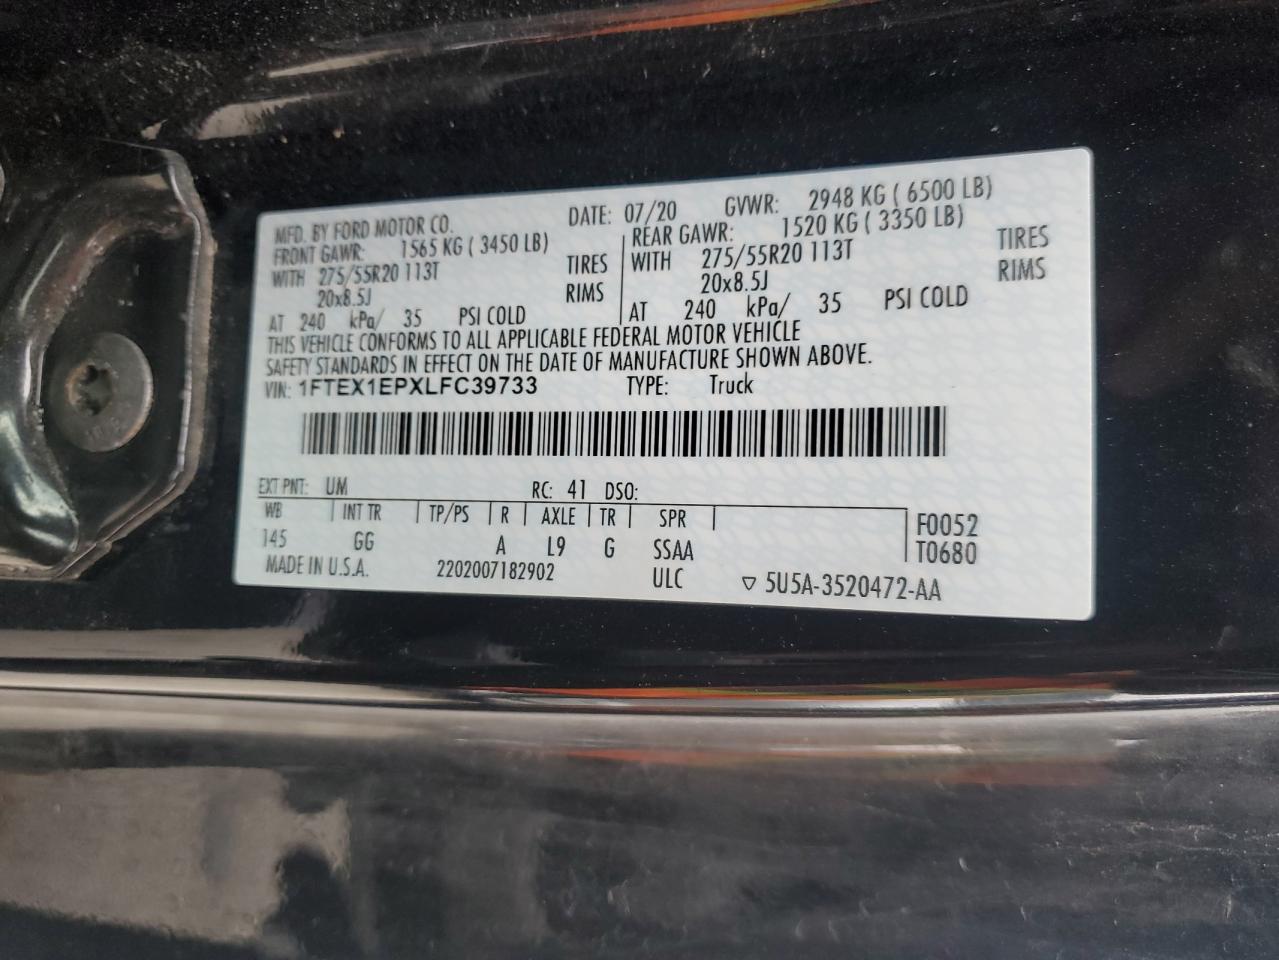 MFD. BY FORD MOTOR CO. DATE: 07/20 GVWR: 2948 KG ( 6500 LB)
FRONT GAWR: 1565 KG ( 3450 LB) REAR GAWR: 1520 KG ( 3350 LB)
WITH 275/55R20 113T TIRES WITH 275/55R20 113T TIRES
20x8.5J RIMS 20x8.5J RIMS
AT 240 kPa/ 35 PSI COLD AT 240 kPa/ 35 PSI COLD
THIS VEHICLE CONFORMS TO ALL APPLICABLE FEDERAL MOTOR VEHICLE
SAFETY STANDARDS IN EFFECT ON THE DATE OF MANUFACTURE SHOWN ABOVE.
VIN: 1FTEX1EPXLFC39733 TYPE: Truck
EXT PNT: UM RC: 41 DSO:
WB INT TR TP/PS R AXLE TR SPR F0052
145 GG A L9 G SSAA T0680
MADE IN U.S.A. 2202007182902 ULC ▽ 5U5A-3520472-AA